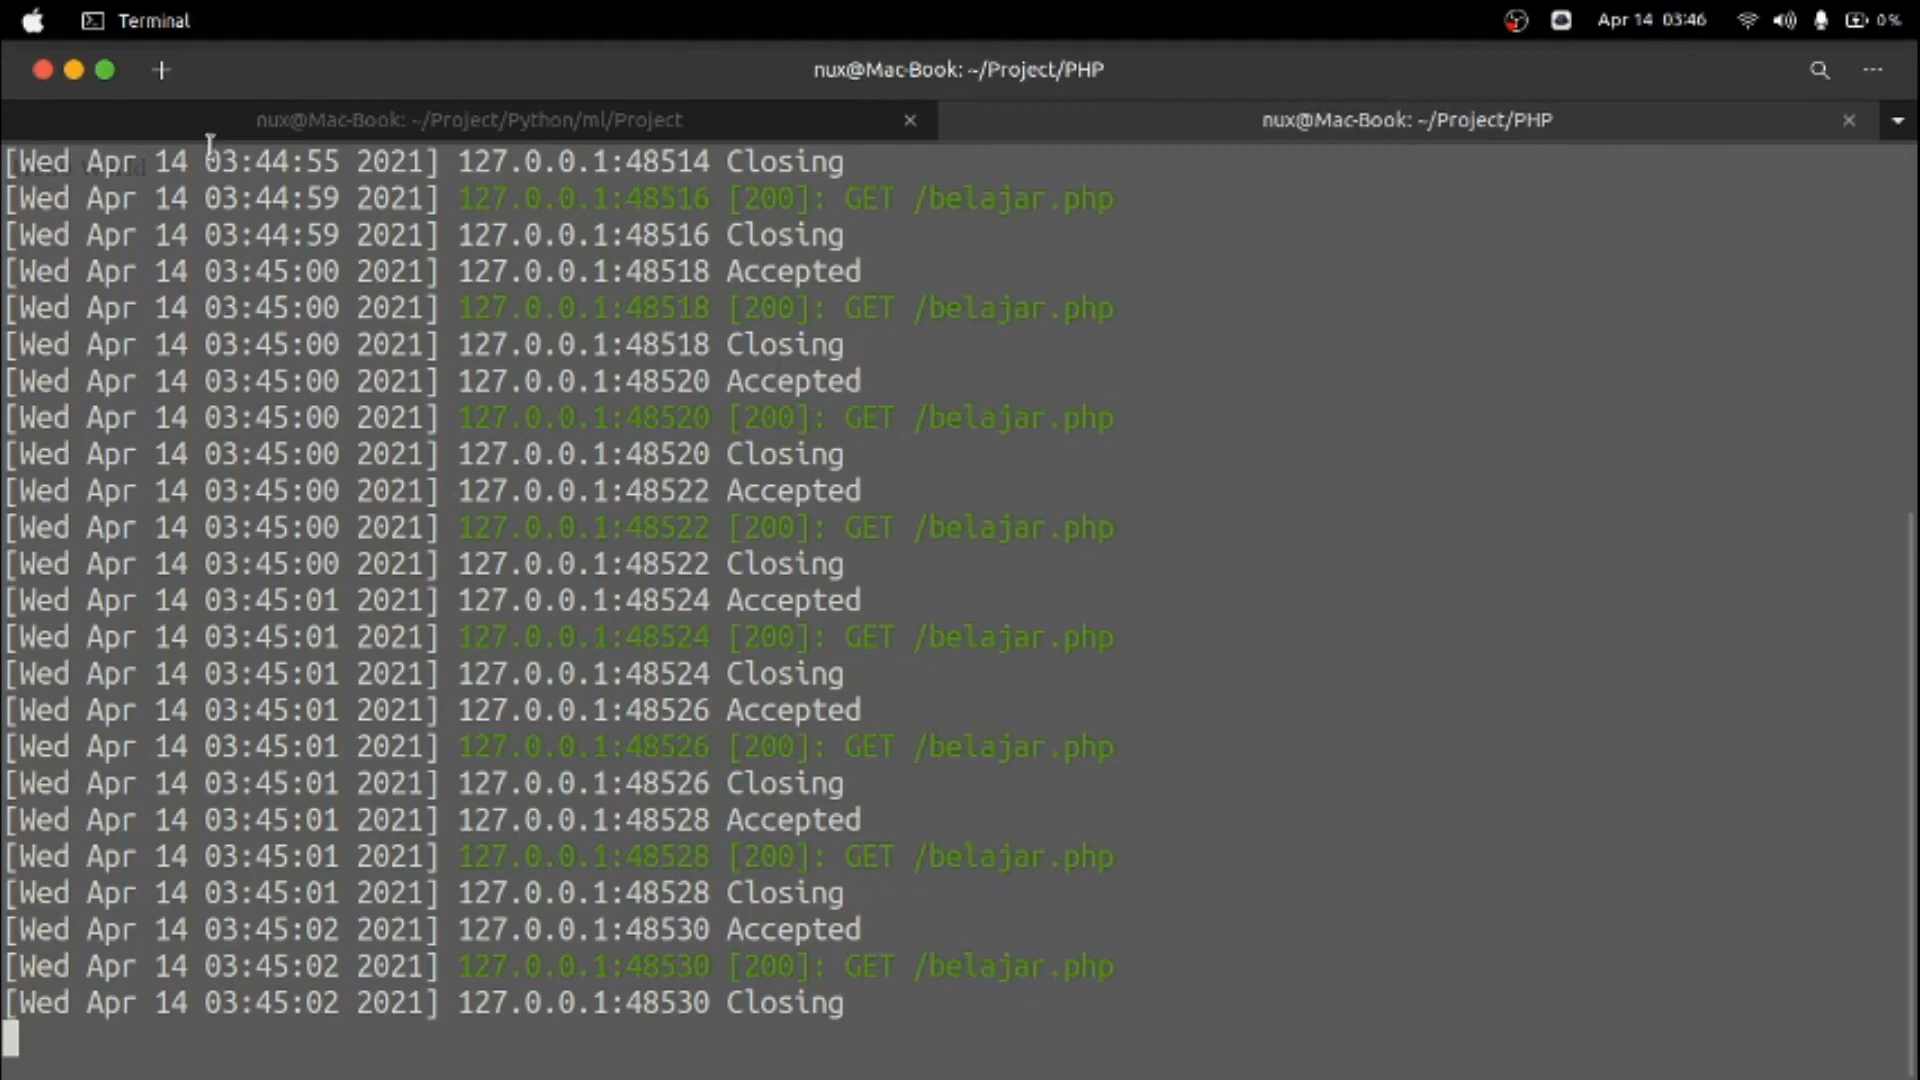 Terminal
Apr 14 03:46
0%
nux@Mac-Book: ~/Project/PHP
nux@Mac-Book: ~/Project/Python/ml/Project
nux@Mac-Book: ~/Project/PHP
[Wed Apr 14 03:44:55 2021] 127.0.0.1:48514 Closing
[Wed Apr 14 03:44:59 2021] 127.0.0.1:48516 [200]: GET /belajar.php
[Wed Apr 14 03:44:59 2021] 127.0.0.1:48516 Closing
[Wed Apr 14 03:45:00 2021] 127.0.0.1:48518 Accepted
[Wed Apr 14 03:45:00 2021] 127.0.0.1:48518 [200]: GET /belajar.php
[Wed Apr 14 03:45:00 2021] 127.0.0.1:48518 Closing
[Wed Apr 14 03:45:00 2021] 127.0.0.1:48520 Accepted
[Wed Apr 14 03:45:00 2021] 127.0.0.1:48520 [200]: GET /belajar.php
[Wed Apr 14 03:45:00 2021] 127.0.0.1:48520 Closing
[Wed Apr 14 03:45:00 2021] 127.0.0.1:48522 Accepted
[Wed Apr 14 03:45:00 2021] 127.0.0.1:48522 [200]: GET /belajar.php
[Wed Apr 14 03:45:00 2021] 127.0.0.1:48522 Closing
[Wed Apr 14 03:45:01 2021] 127.0.0.1:48524 Accepted
[Wed Apr 14 03:45:01 2021] 127.0.0.1:48524 [200]: GET /belajar.php
[Wed Apr 14 03:45:01 2021] 127.0.0.1:48524 Closing
[Wed Apr 14 03:45:01 2021] 127.0.0.1:48526 Accepted
[Wed Apr 14 03:45:01 2021] 127.0.0.1:48526 [200]: GET /belajar.php
[Wed Apr 14 03:45:01 2021] 127.0.0.1:48526 Closing
[Wed Apr 14 03:45:01 2021] 127.0.0.1:48528 Accepted
[Wed Apr 14 03:45:01 2021] 127.0.0.1:48528 [200]: GET /belajar.php
[Wed Apr 14 03:45:01 2021] 127.0.0.1:48528 Closing
[Wed Apr 14 03:45:02 2021] 127.0.0.1:48530 Accepted
[Wed Apr 14 03:45:02 2021] 127.0.0.1:48530 [200]: GET /belajar.php
[Wed Apr 14 03:45:02 2021] 127.0.0.1:48530 Closing